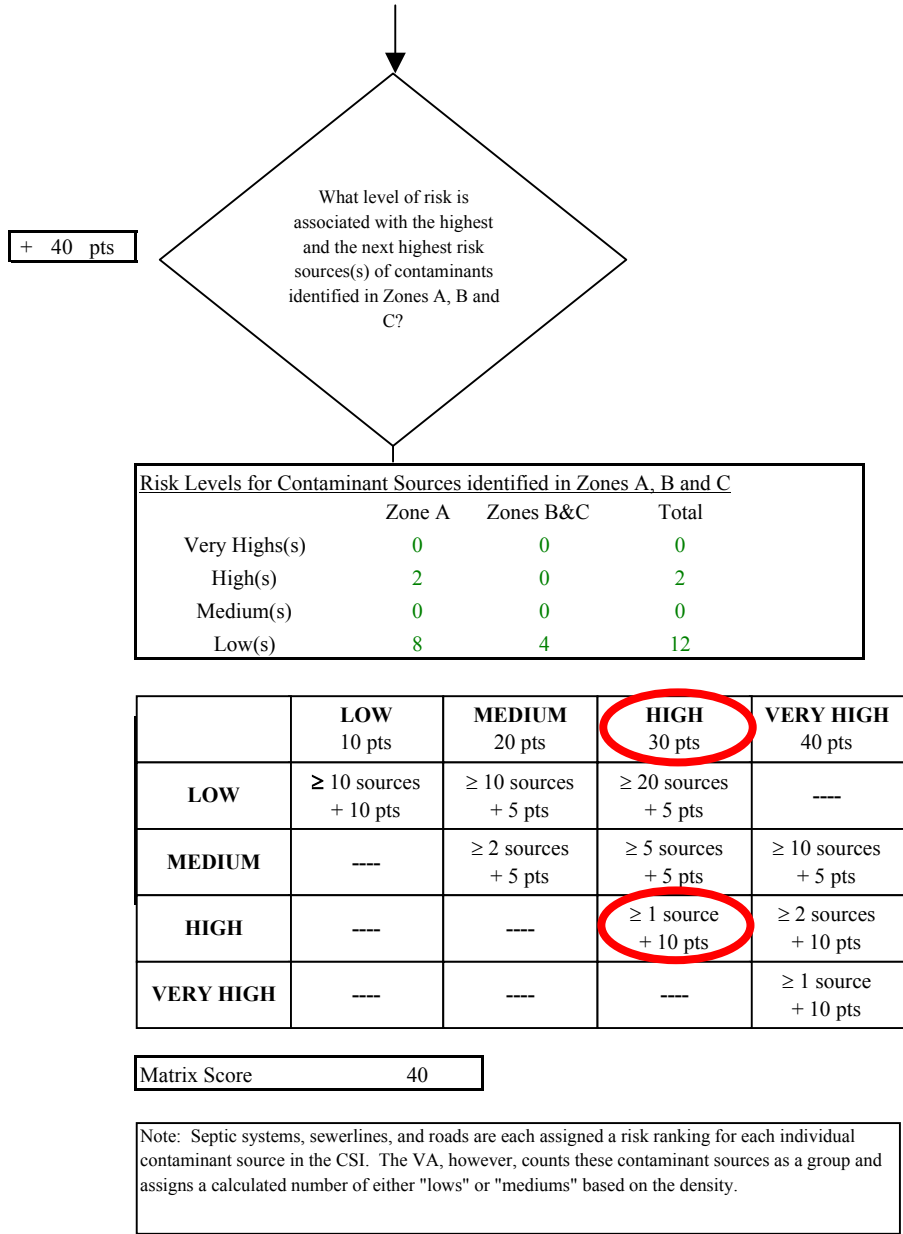 What level of risk is
associated with the highest
and the next highest risk
sources(s) of contaminants
identified in Zones A, B and
C?
+ 40 pts
Risk Levels for Contaminant Sources identified in Zones A, B and C
Zone A Zones B&C Total
Very Highs(s) 0 0 0
High(s) 2 0 2
Medium(s) 0 0 0
Low(s) 8 4 12
LOW MEDIUM HIGH VERY HIGH
10 pts 20 pts 30 pts 40 pts
LOW ≥ 10 sources ≥ 10 sources ≥ 20 sources ----
+ 10 pts + 5 pts + 5 pts
MEDIUM ---- ≥ 2 sources ≥ 5 sources ≥ 10 sources
+ 5 pts + 5 pts + 5 pts
HIGH ---- ---- ≥ 1 source ≥ 2 sources
+ 10 pts + 10 pts
VERY HIGH ---- ---- ---- ≥ 1 source
+ 10 pts
Matrix Score 40
Note: Septic systems, sewerlines, and roads are each assigned a risk ranking for each individual
contaminant source in the CSI. The VA, however, counts these contaminant sources as a group and
assigns a calculated number of either "lows" or "mediums" based on the density.